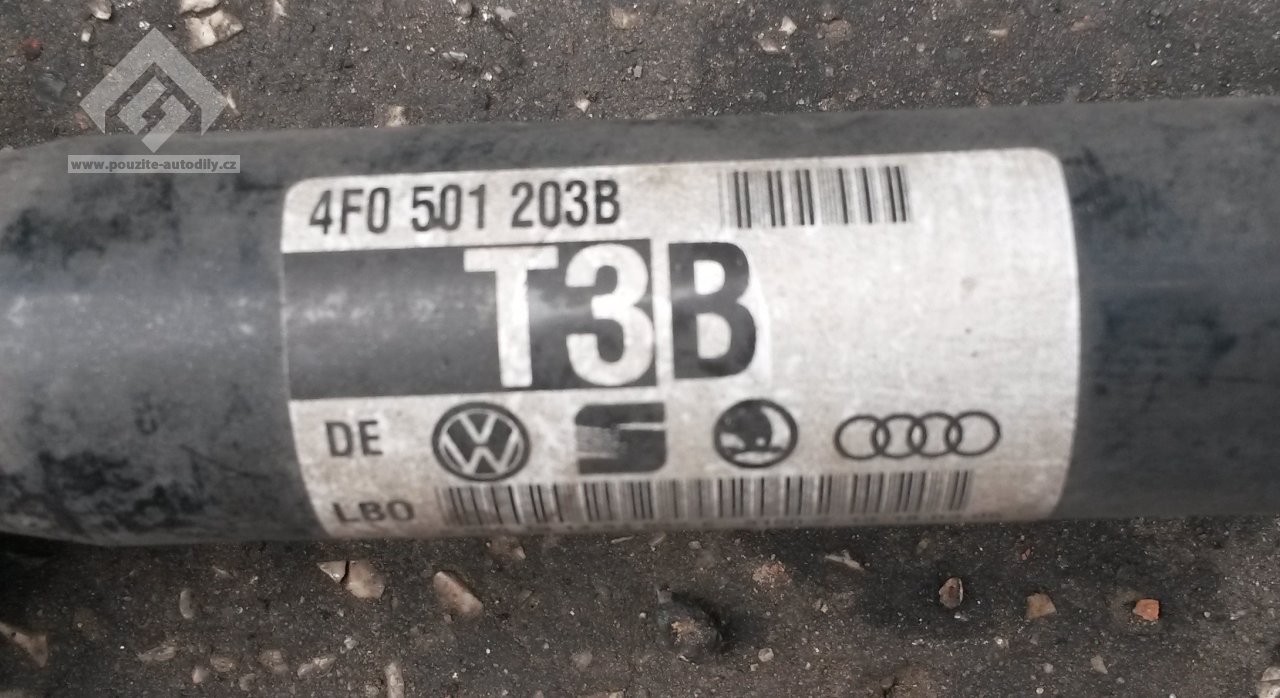 www.pouzite-autodily.cz
4F0 501 203B
T3B
DE
LBO